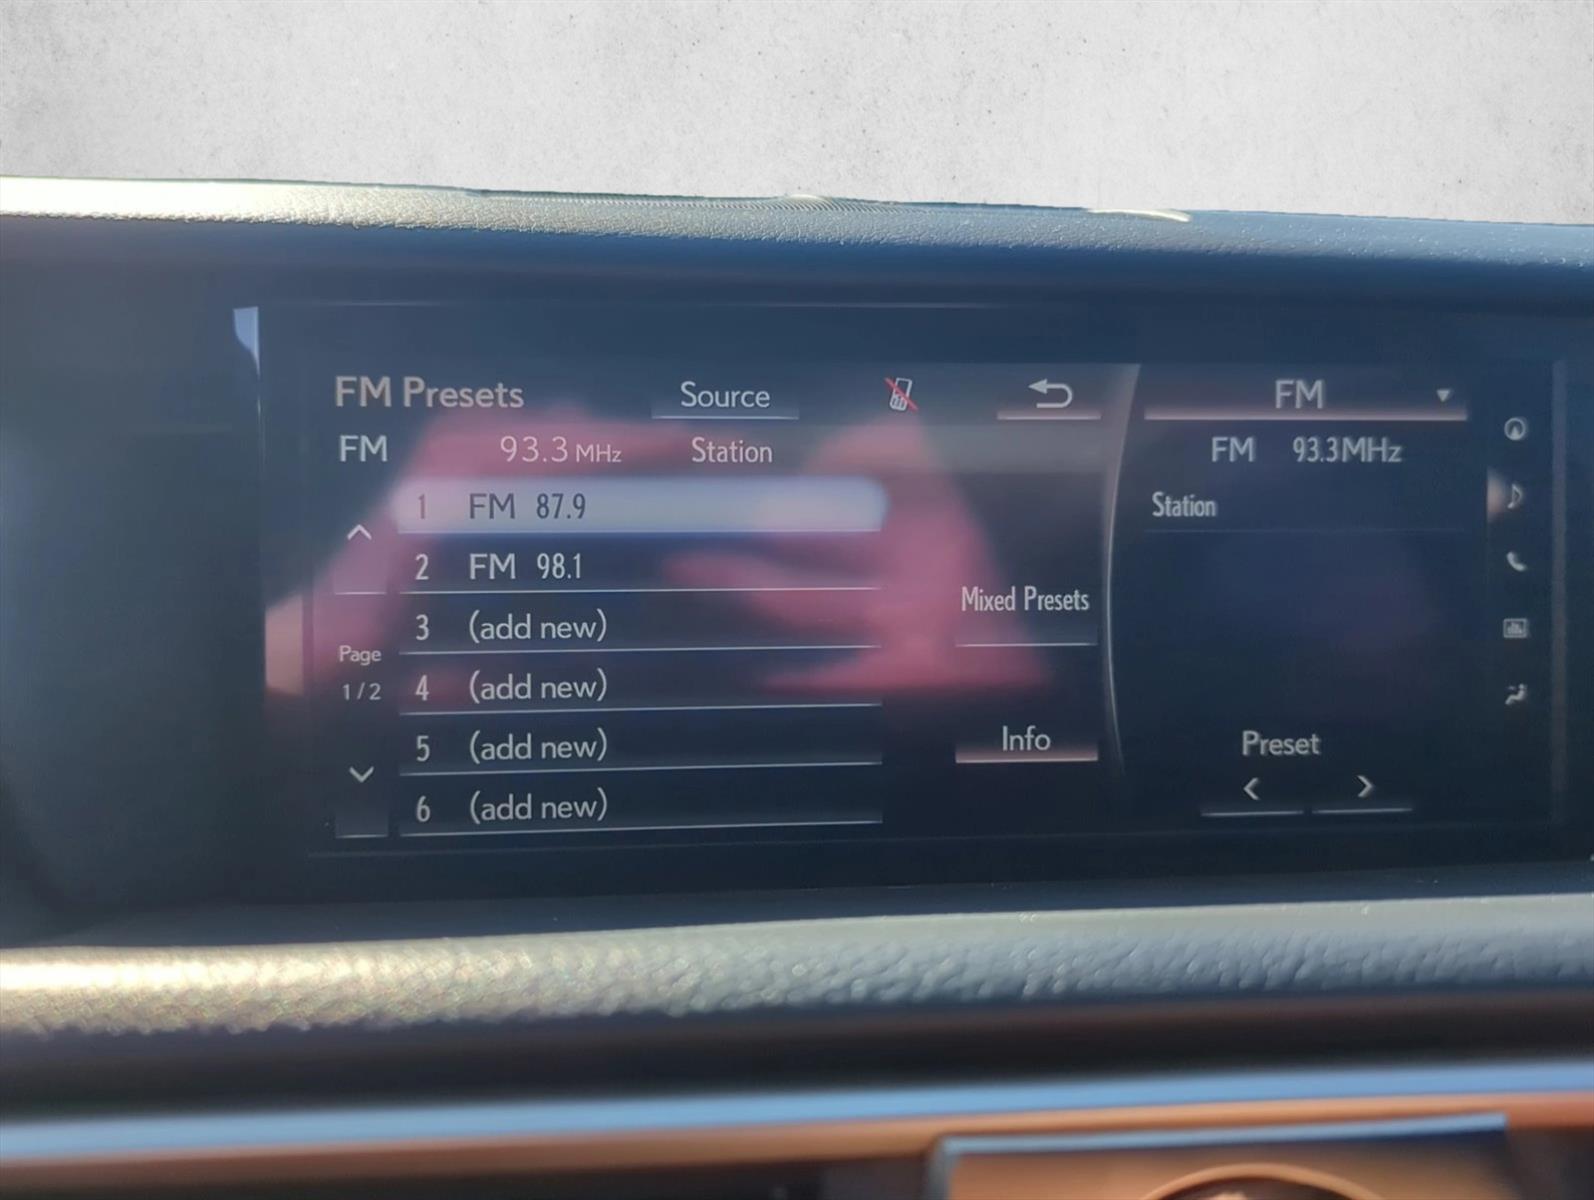 FM Presets Source FM
FM 93.3 MHz Station FM 93.3MHz
1 FM 87.9 Station
2 FM 98.1
3 (add new) Mixed Presets
Page
1/2 4 (add new)
5 (add new) Info Preset
6 (add new)